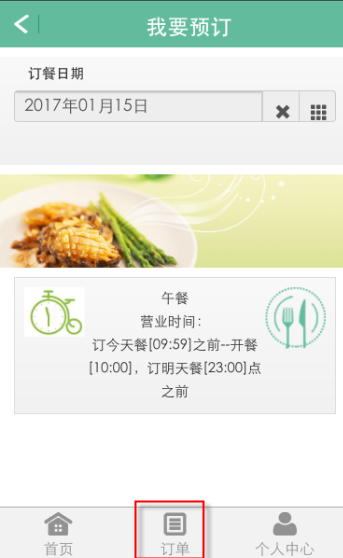 我要预订
订餐日期
2017年01月15日
午餐
营业时间：
订今天餐[09:59]之前--开餐
[10:00]，订明天餐[23:00]点
之前
首页 订单 个人中心